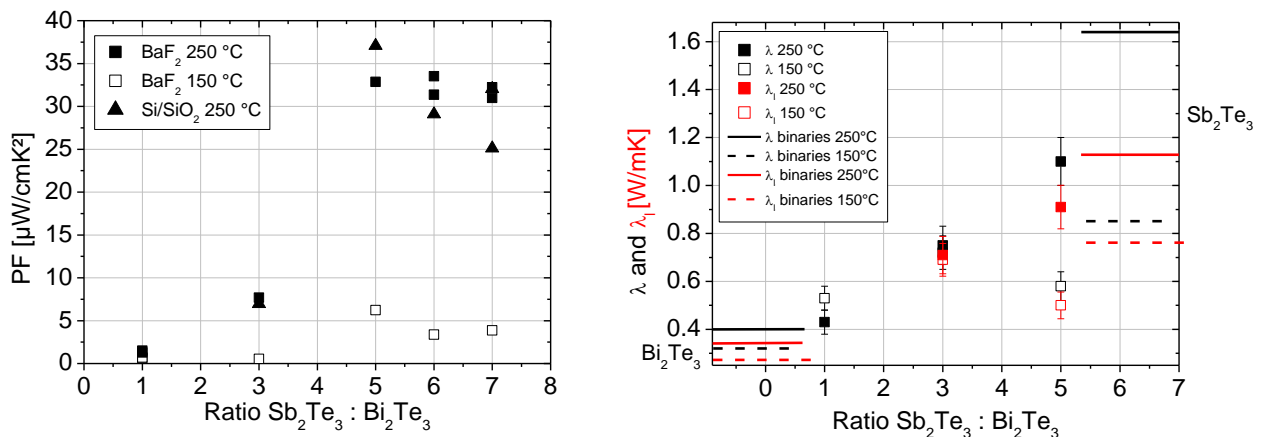 40
35
30
25
20
15
10
5
0
PF [µW/cmK²]
BaF₂ 250 °C
BaF₂ 150 °C
Si/SiO₂ 250 °C
0 1 2 3 4 5 6 7 8
Ratio Sb₂Te₃ : Bi₂Te₃
1.6
1.4
1.2
1.0
0.8
0.6
0.4
λ and λₗ [W/mK]
λ 250 °C
λ 150 °C
λₗ 250 °C
λₗ 150 °C
λ binaries 250°C
λ binaries 150°C
λₗ binaries 250°C
λₗ binaries 150°C
Sb₂Te₃
Bi₂Te₃
0 1 2 3 4 5 6 7
Ratio Sb₂Te₃ : Bi₂Te₃